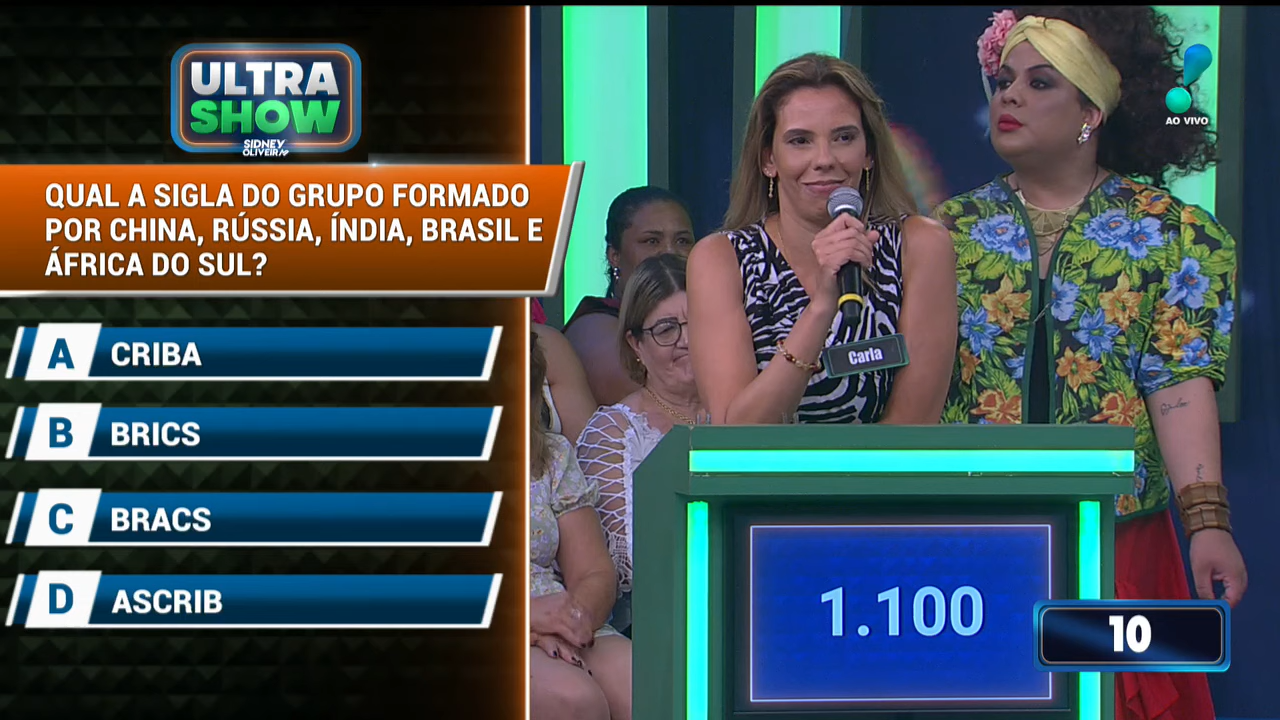 ULTRA
SHOW
SIDNEY
OLIVEIRA
QUAL A SIGLA DO GRUPO FORMADO
POR CHINA, RÚSSIA, ÍNDIA, BRASIL E
ÁFRICA DO SUL?
A CRIBA
B BRICS
C BRACS
D ASCRIB
AO VIVO
Carla
1.100
10